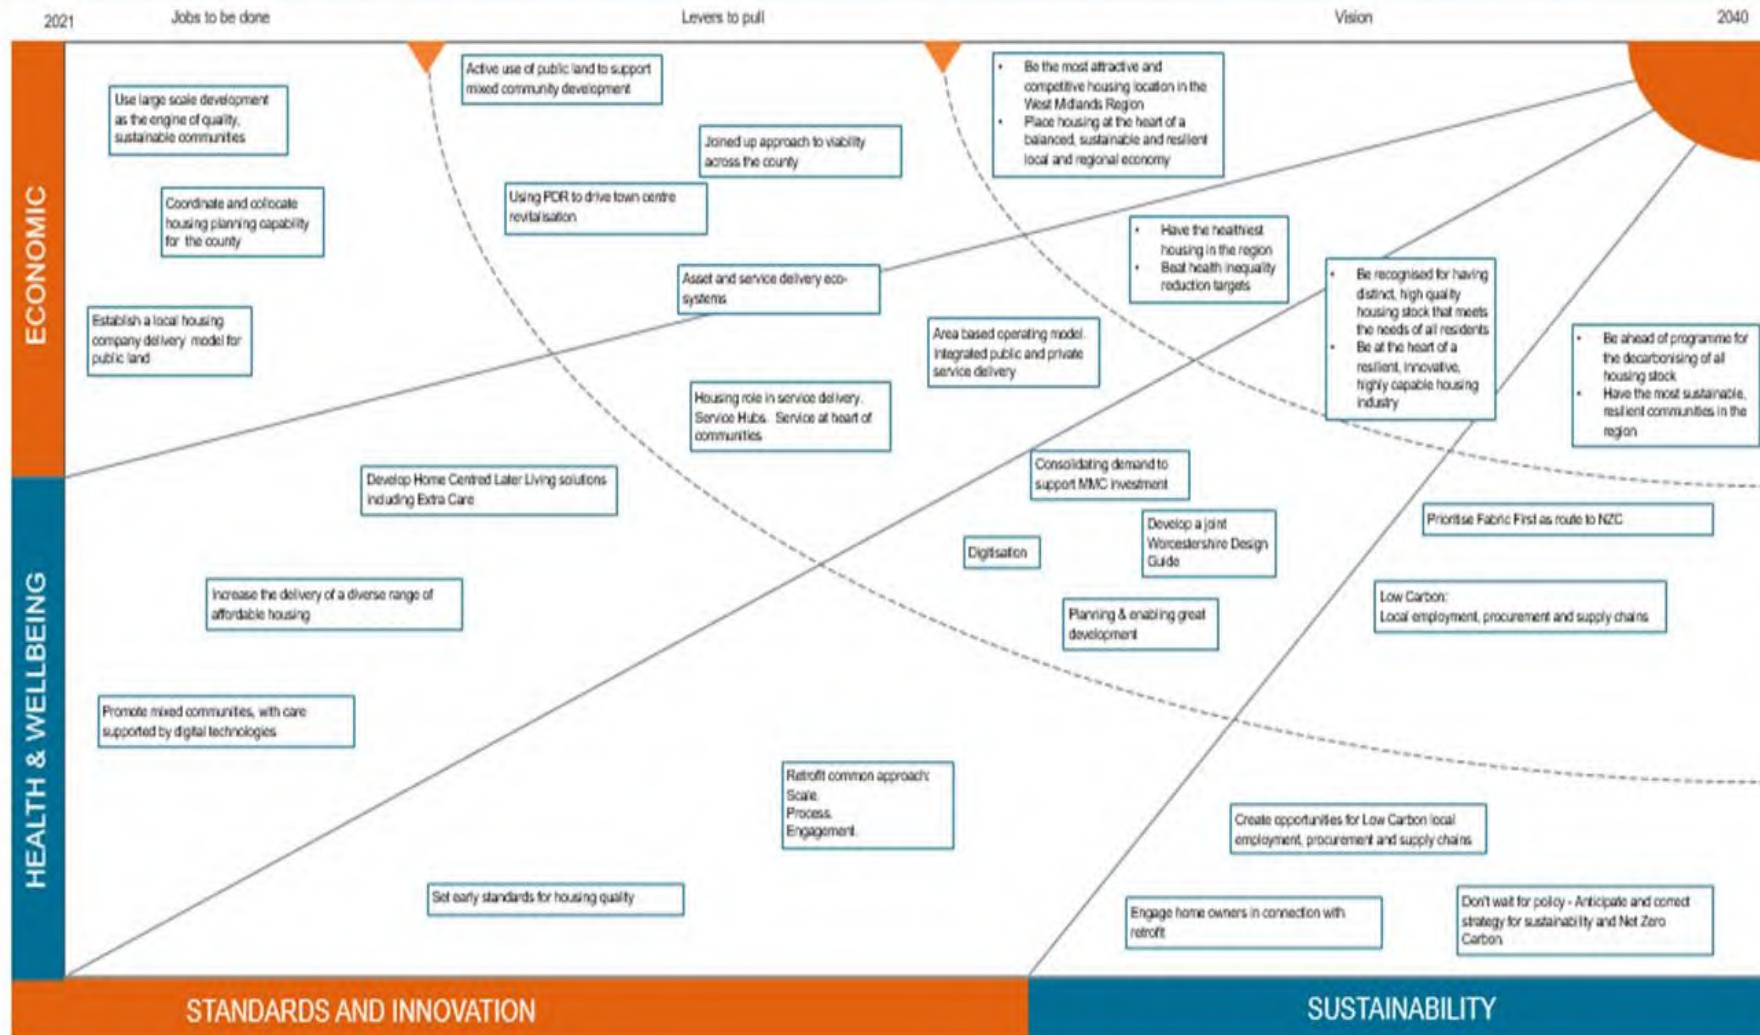 2021
Jobs to be done
Levers to pull
Vision
2040
ECONOMIC
Use large scale development
as the engine of quality,
sustainable communities
Coordinate and collocate
housing planning capability
for the county
Establish a local housing
company delivery model for
public land
Active use of public land to support
mixed community development
Joined up approach to viability
across the county
Using PDR to drive town centre
revitalisation
Asset and service delivery eco-
systems
• Be the most attractive and
competitive housing location in the
West Midlands Region
• Place housing at the heart of a
balanced, sustainable and resilient
local and regional economy
HEALTH & WELLBEING
Develop Home Centred Later Living solutions
including Extra Care
Increase the delivery of a diverse range of
affordable housing
Promote mixed communities, with care
supported by digital technologies
Housing role in service delivery.
Service Hubs. Service at heart of
communities
Area based operating model.
Integrated public and private
service delivery
• Have the healthiest
housing in the region
• Beat health inequality
reduction targets
STANDARDS AND INNOVATION
Set early standards for housing quality
Retrofit common approach:
Scale.
Process.
Engagement.
Digitisation
Planning & enabling great
development
Develop a joint
Worcestershire Design
Guide
Consolidating demand to
support MMC investment
• Be recognised for having
distinct, high quality
housing stock that meets
the needs of all residents
• Be at the heart of a
resilient, innovative,
highly capable housing
industry
SUSTAINABILITY
Engage home owners in connection with
retrofit
Don't wait for policy - Anticipate and correct
strategy for sustainability and Net Zero
Carbon
Create opportunities for Low Carbon local
employment, procurement and supply chains
Low Carbon:
Local employment, procurement and supply chains
Prioritise Fabric First as route to NZC
• Be ahead of programme for
the decarbonising of all
housing stock
• Have the most sustainable,
resilient communities in the
region